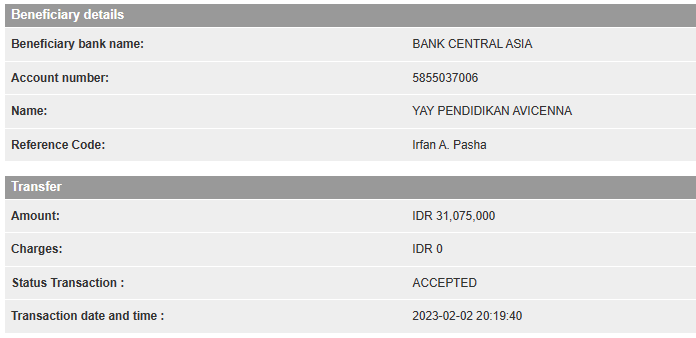 Beneficiary details
Beneficiary bank name: BANK CENTRAL ASIA
Account number: 5855037006
Name: YAY PENDIDIKAN AVICENNA
Reference Code: Irfan A. Pasha
Transfer
Amount: IDR 31,075,000
Charges: IDR 0
Status Transaction : ACCEPTED
Transaction date and time : 2023-02-02 20:19:40